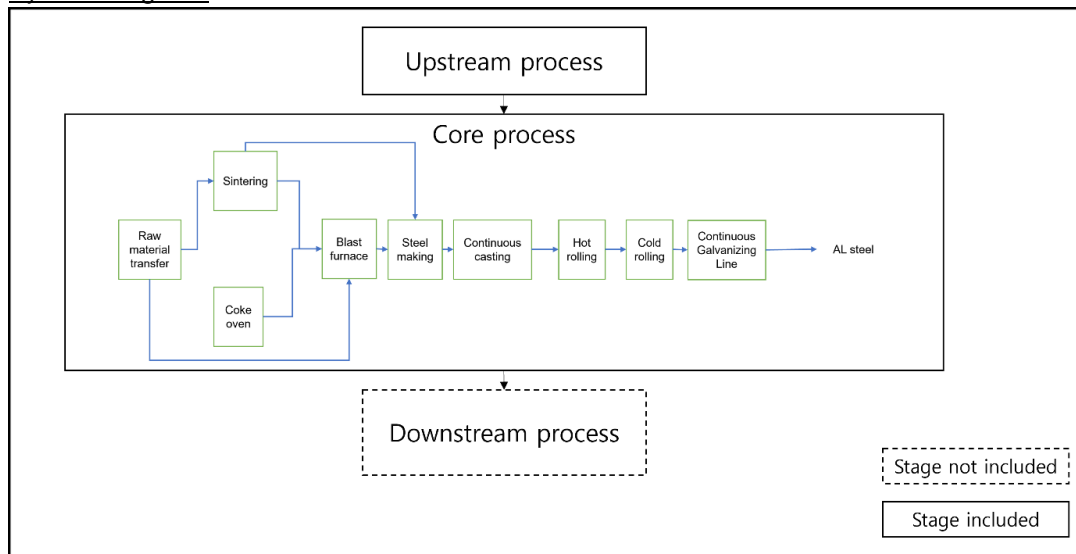 Upstream process
Core process
Sintering
Raw
material
transfer
Coke
oven
Blast
furnace
Steel
making
Continuous
casting
Hot
rolling
Cold
rolling
Continuous
Galvanizing
Line
AL steel
Downstream process
Stage not included
Stage included